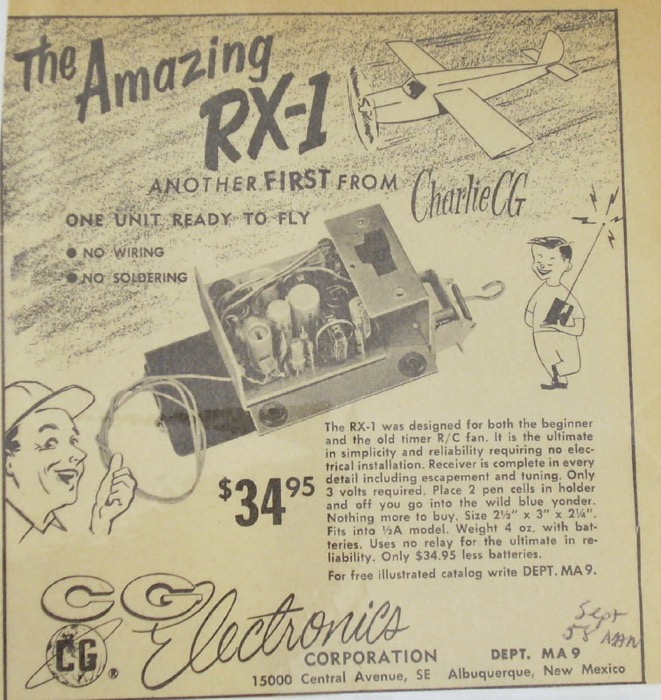 The Amazing
RX-1
ANOTHER FIRST FROM CharlieCG
ONE UNIT READY TO FLY
● NO WIRING
● NO SOLDERING
The RX-1 was designed for both the beginner
and the old timer R/C fan. It is the ultimate
in simplicity and reliability requiring no elec-
trical installation. Receiver is complete in every
detail including escapement and tuning. Only
3 volts required. Place 2 pen cells in holder
and off you go into the wild blue yonder.
Nothing more to buy. Size 2½" x 3" x 2¼".
Fits into ½A model. Weight 4 oz. with bat-
teries. Uses no relay for the ultimate in re-
liability. Only $34.95 less batteries.
For free illustrated catalog write DEPT. MA9.
$34.95
CG Electronics
CORPORATION
CG ®
DEPT. MA9
15000 Central Avenue, SE Albuquerque, New Mexico
Sept
58 MAN